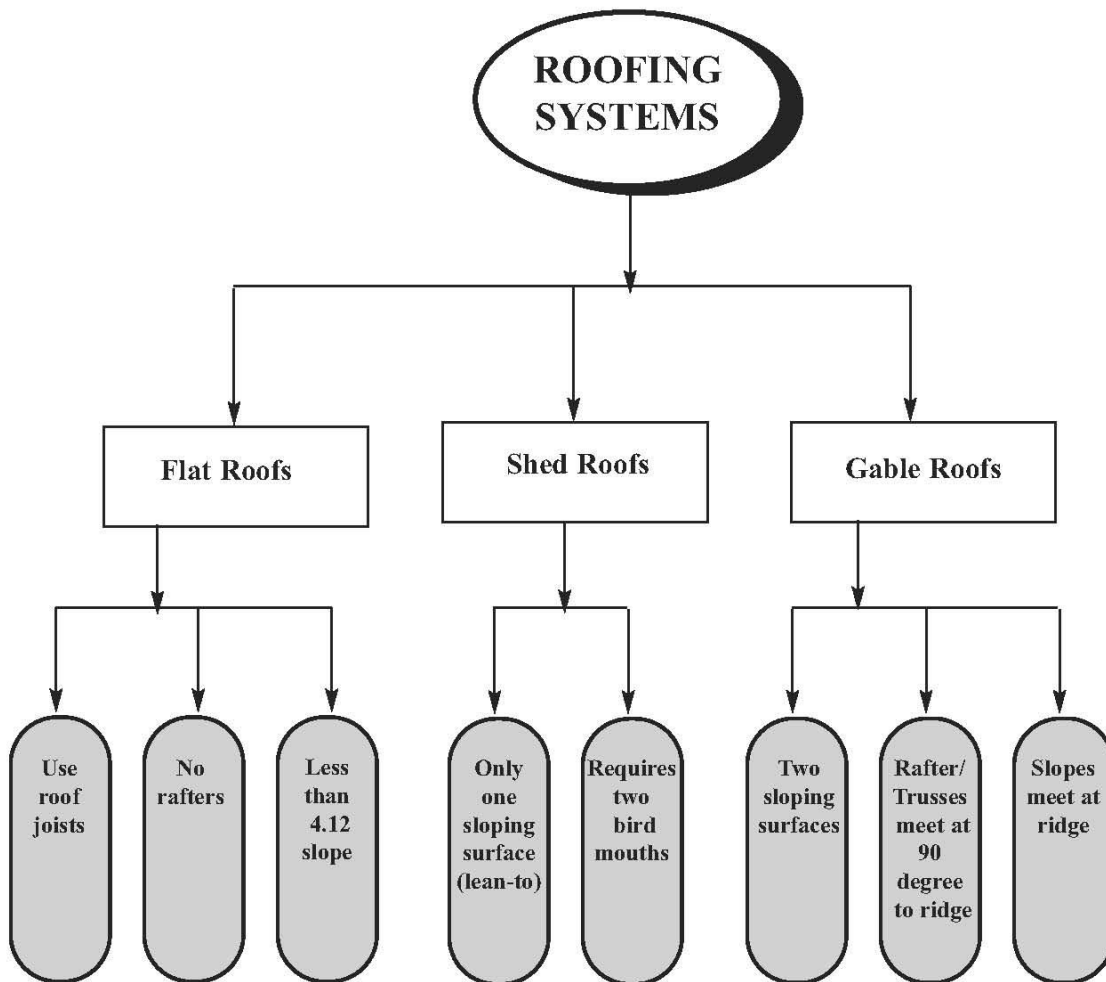 ROOFING
SYSTEMS
Flat Roofs
Shed Roofs
Gable Roofs
Use
roof
joists
No
rafters
Less
than
4.12
slope
Only
one
sloping
surface
(lean-to)
Requires
two
bird
mouths
Two
sloping
surfaces
Rafter/
Trusses
meet at
90
degree
to ridge
Slopes
meet at
ridge